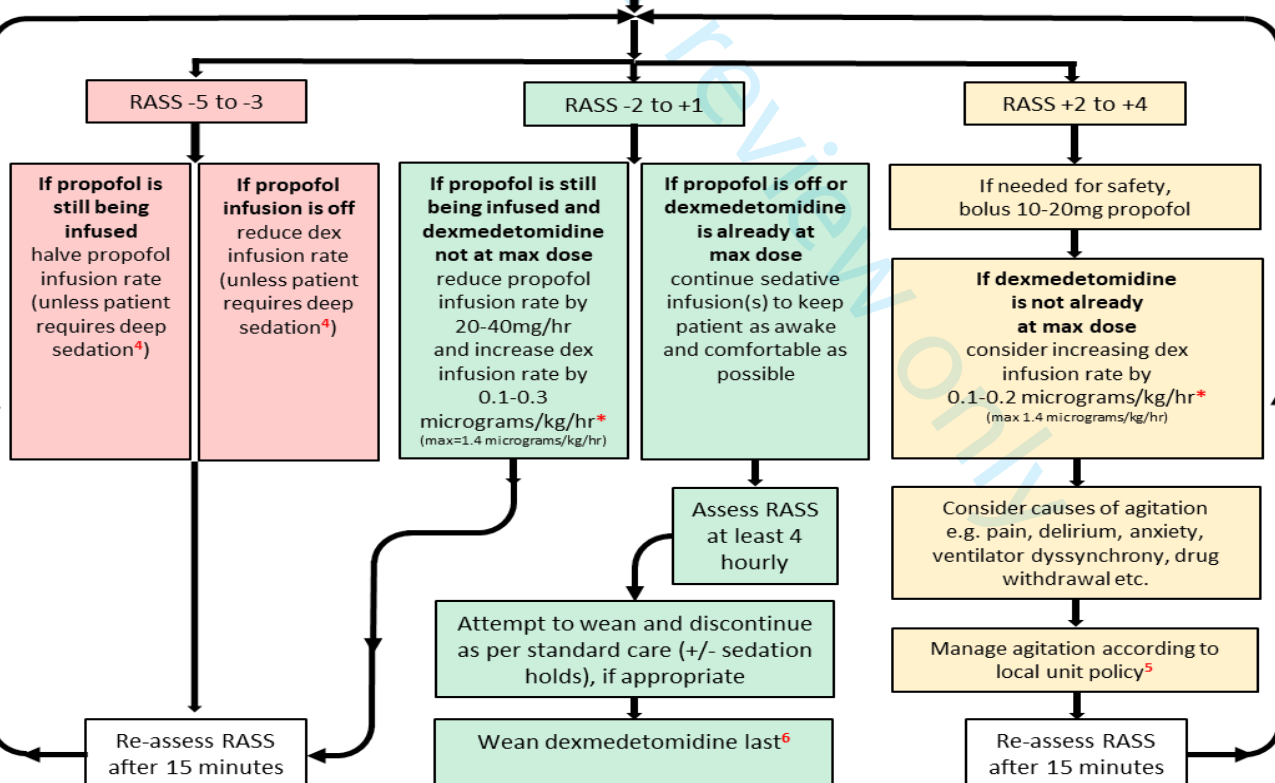 RASS -5 to -3
RASS -2 to +1
RASS +2 to +4
If propofol is
still being
infused
halve propofol
infusion rate
(unless patient
requires deep
sedation⁴)
If propofol
infusion is off
reduce dex
infusion rate
(unless patient
requires deep
sedation⁴)
If propofol is still
being infused and
dexmedetomidine
not at max dose
reduce propofol
infusion rate by
20-40mg/hr
and increase dex
infusion rate by
0.1-0.3
micrograms/kg/hr*
(max=1.4 micrograms/kg/hr)
If propofol is off or
dexmedetomidine
is already at
max dose
continue sedative
infusion(s) to keep
patient as awake
and comfortable as
possible
If needed for safety,
bolus 10-20mg propofol
If dexmedetomidine
is not already
at max dose
consider increasing dex
infusion rate by
0.1-0.2 micrograms/kg/hr*
(max 1.4 micrograms/kg/hr)
Assess RASS
at least 4
hourly
Consider causes of agitation
e.g. pain, delirium, anxiety,
ventilator dyssynchrony, drug
withdrawal etc.
Attempt to wean and discontinue
as per standard care (+/- sedation
holds), if appropriate
Manage agitation according to
local unit policy⁵
Re-assess RASS
after 15 minutes
Wean dexmedetomidine last⁶
Re-assess RASS
after 15 minutes
review only